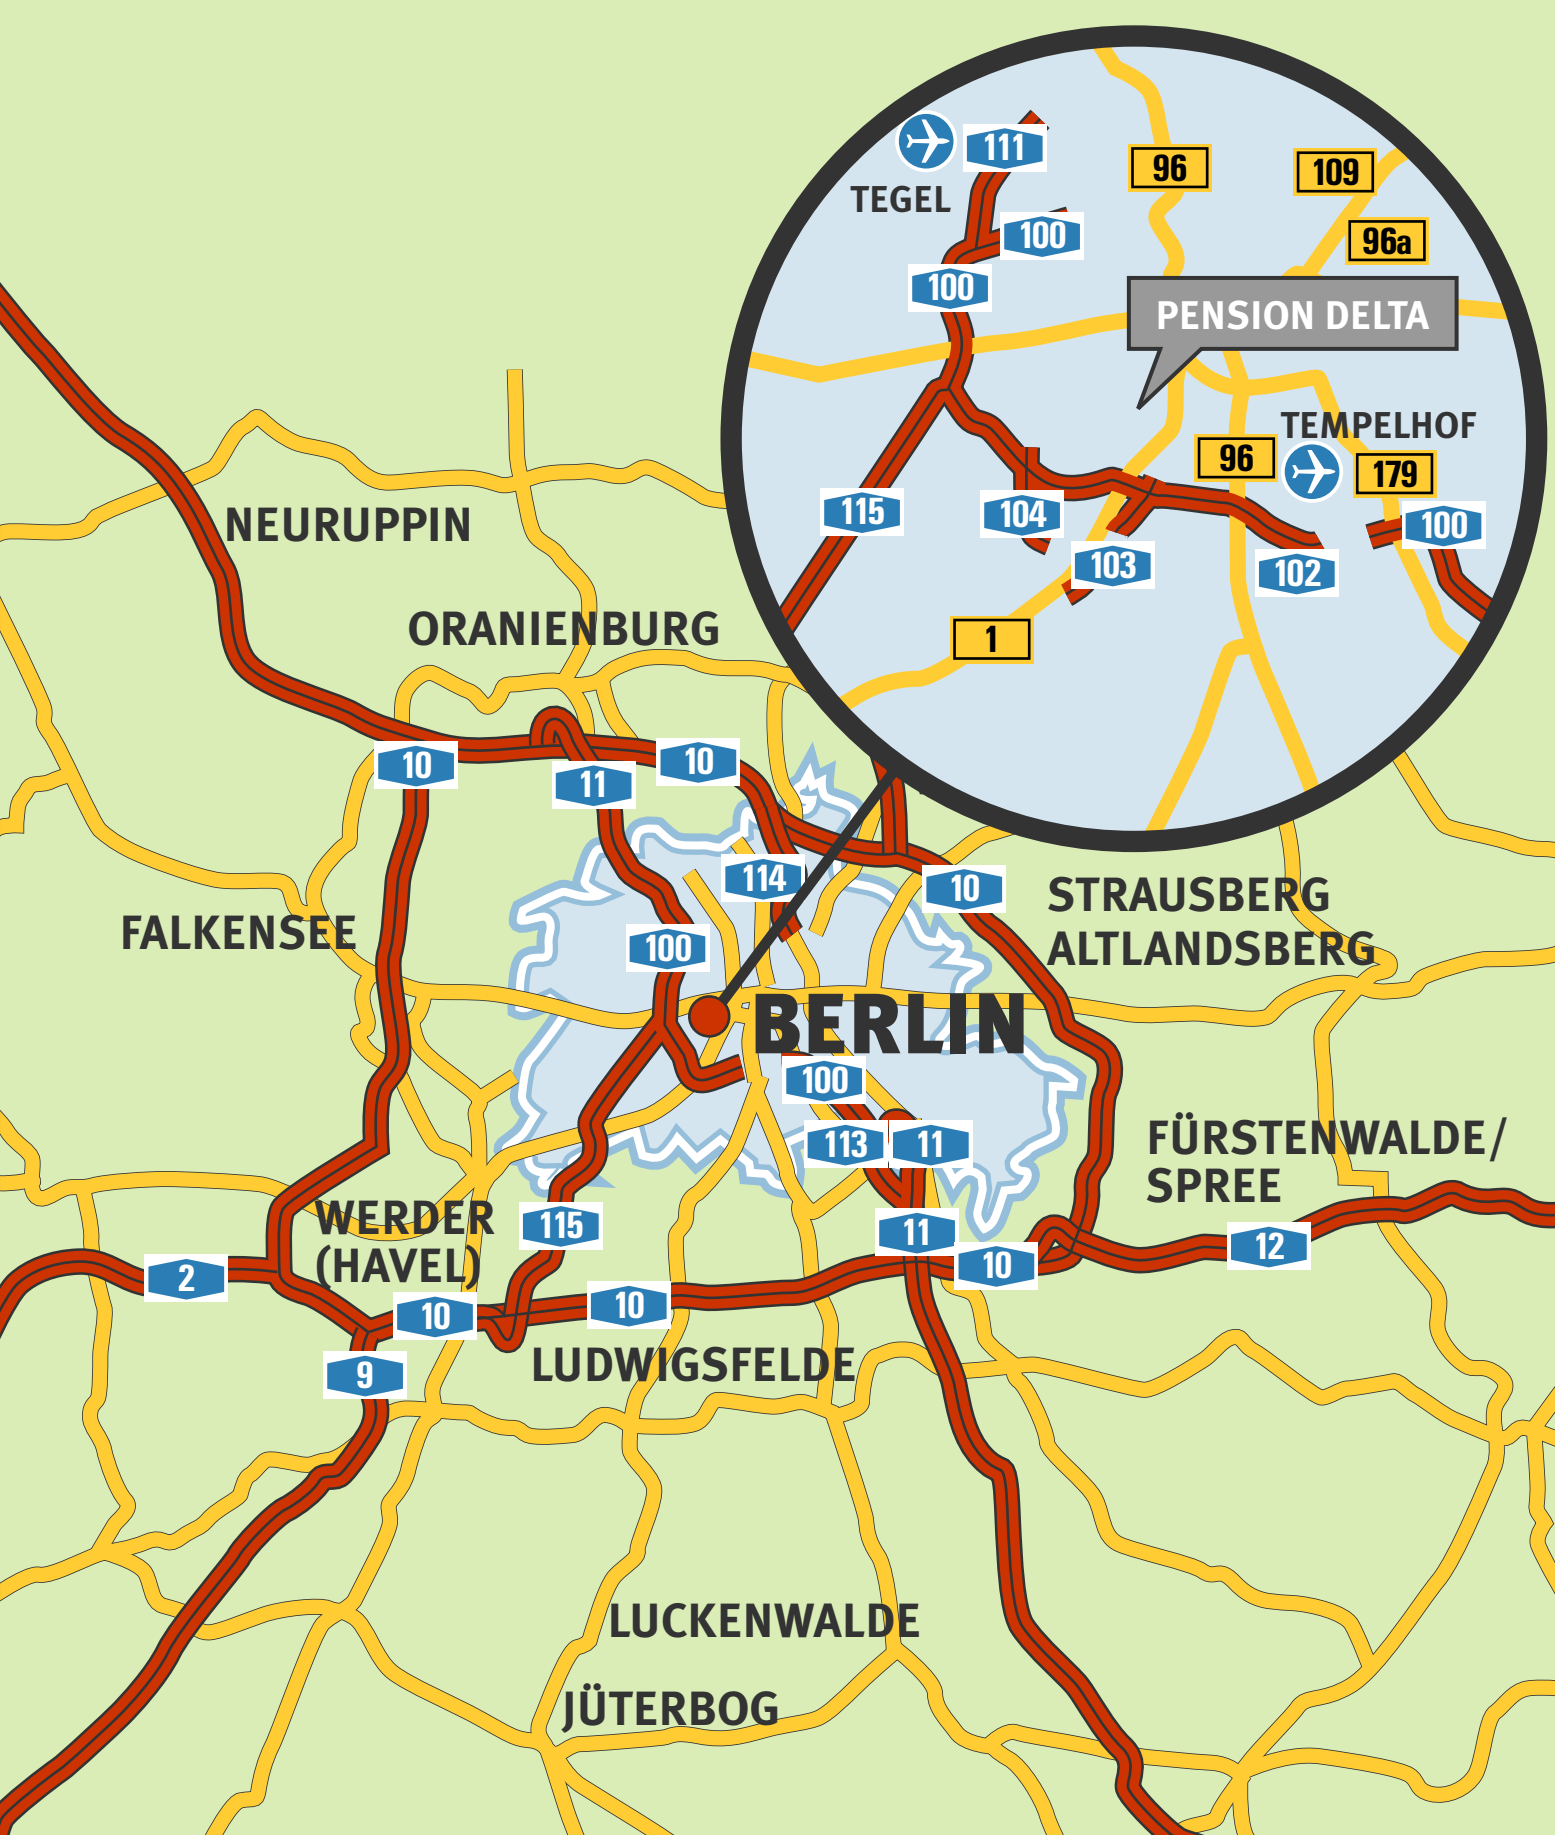 111
96
109
TEGEL
100
96a
100
PENSION DELTA
TEMPELHOF
96
179
115
104
100
103
102
1
NEURUPPIN
ORANIENBURG
10
11
10
114
10
STRAUSBERG
ALTLANDSBERG
FALKENSEE
100
BERLIN
100
113
11
FÜRSTENWALDE/
SPREE
WERDER
(HAVEL)
115
11
12
10
2
10
10
9
LUDWIGSFELDE
LUCKENWALDE
JÜTERBOG